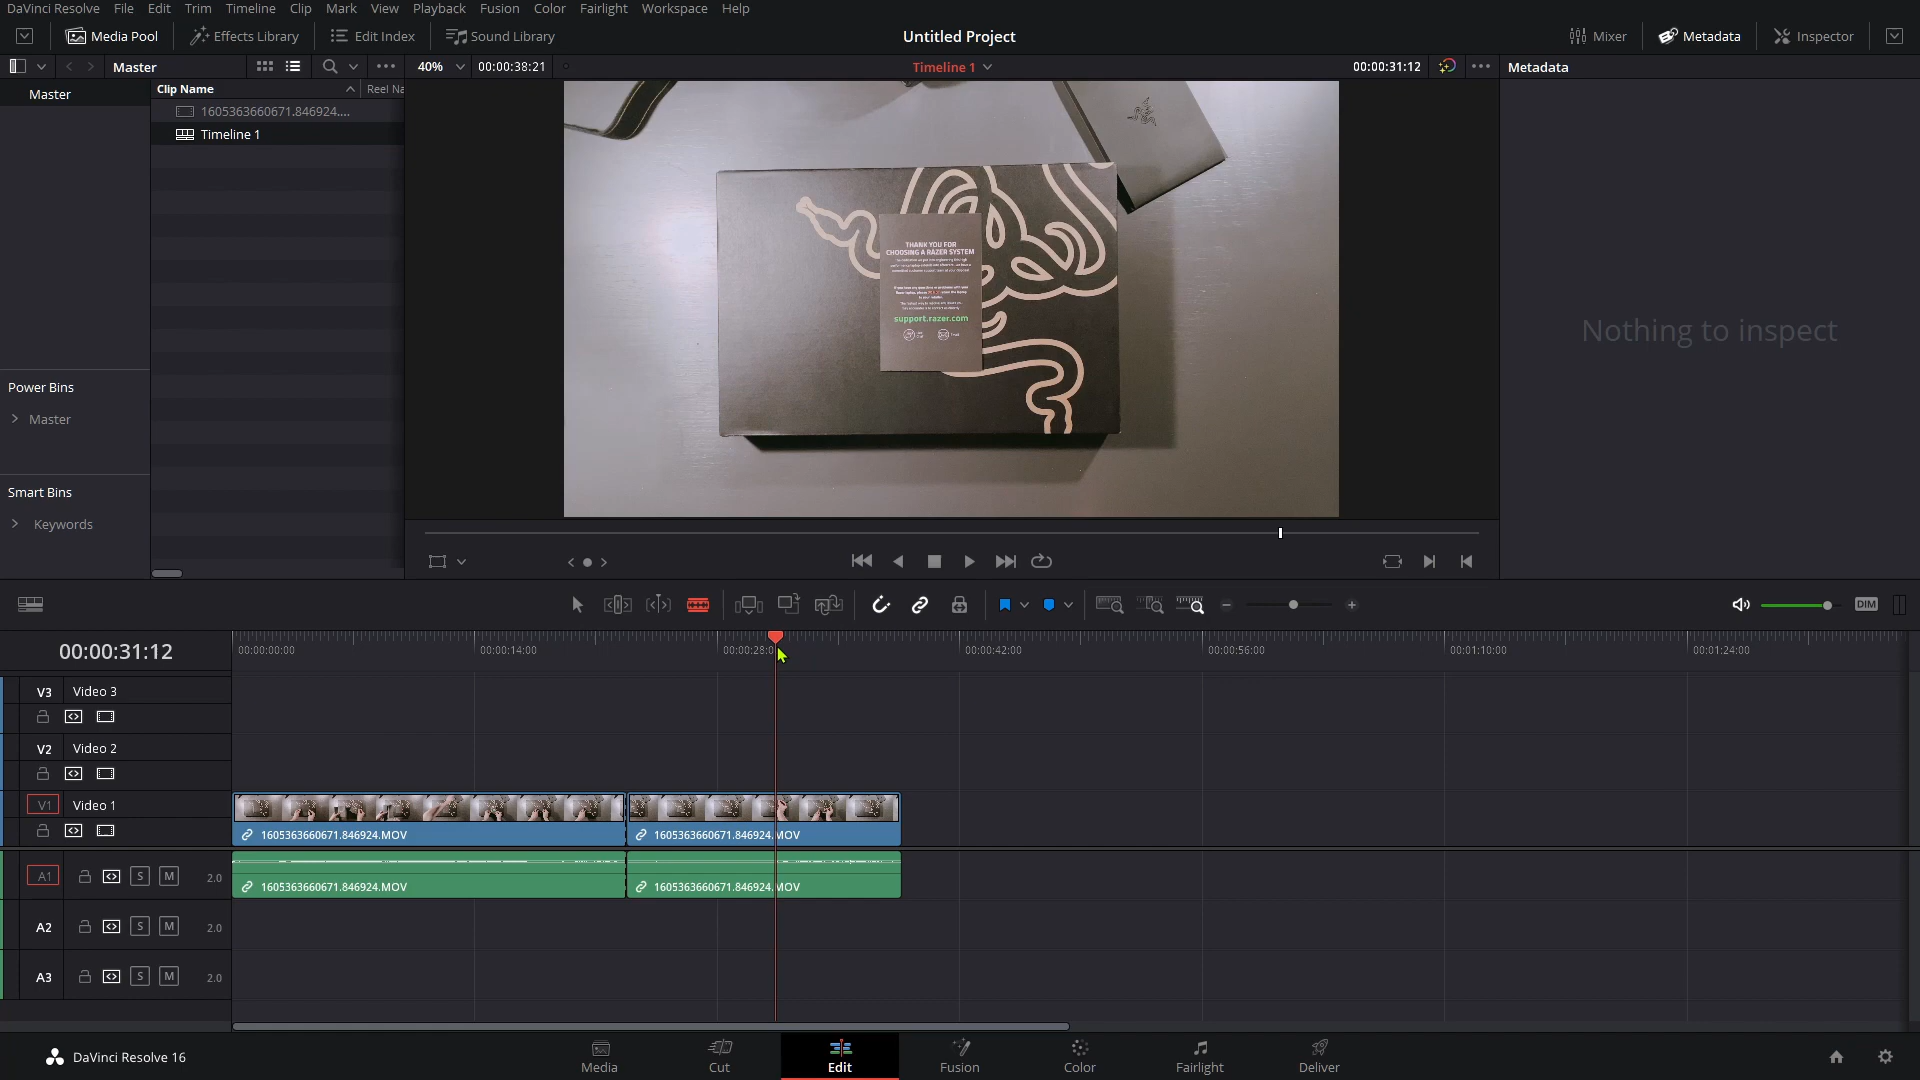 DaVinci Resolve File Edit Trim Timeline Clip Mark View Playback Fusion Color Fairlight Workspace Help
Media Pool Effects Library Edit Index Sound Library Untitled Project Mixer Metadata Inspector
Master 40% 00:00:38:21 Timeline 1 00:00:31:12 Metadata
Master Clip Name Reel Na
1605363660671.846924....
Timeline 1
THANK YOU FOR
CHOOSING A RAZER SYSTEM
support.razer.com
Nothing to inspect
Power Bins
Master
Smart Bins
Keywords
DIM
00:00:31:12 00:00:00:00 00:00:14:00 00:00:28:0 00:00:42:00 00:00:56:00 00:01:10:00 00:01:24:00
V3 Video 3
V2 Video 2
V1 Video 1
1605363660671.846924.MOV 1605363660671.846924.MOV
A1 S M 2.0
1605363660671.846924.MOV 1605363660671.846924.MOV
A2 S M 2.0
A3 S M 2.0
DaVinci Resolve 16 Media Cut Edit Fusion Color Fairlight Deliver